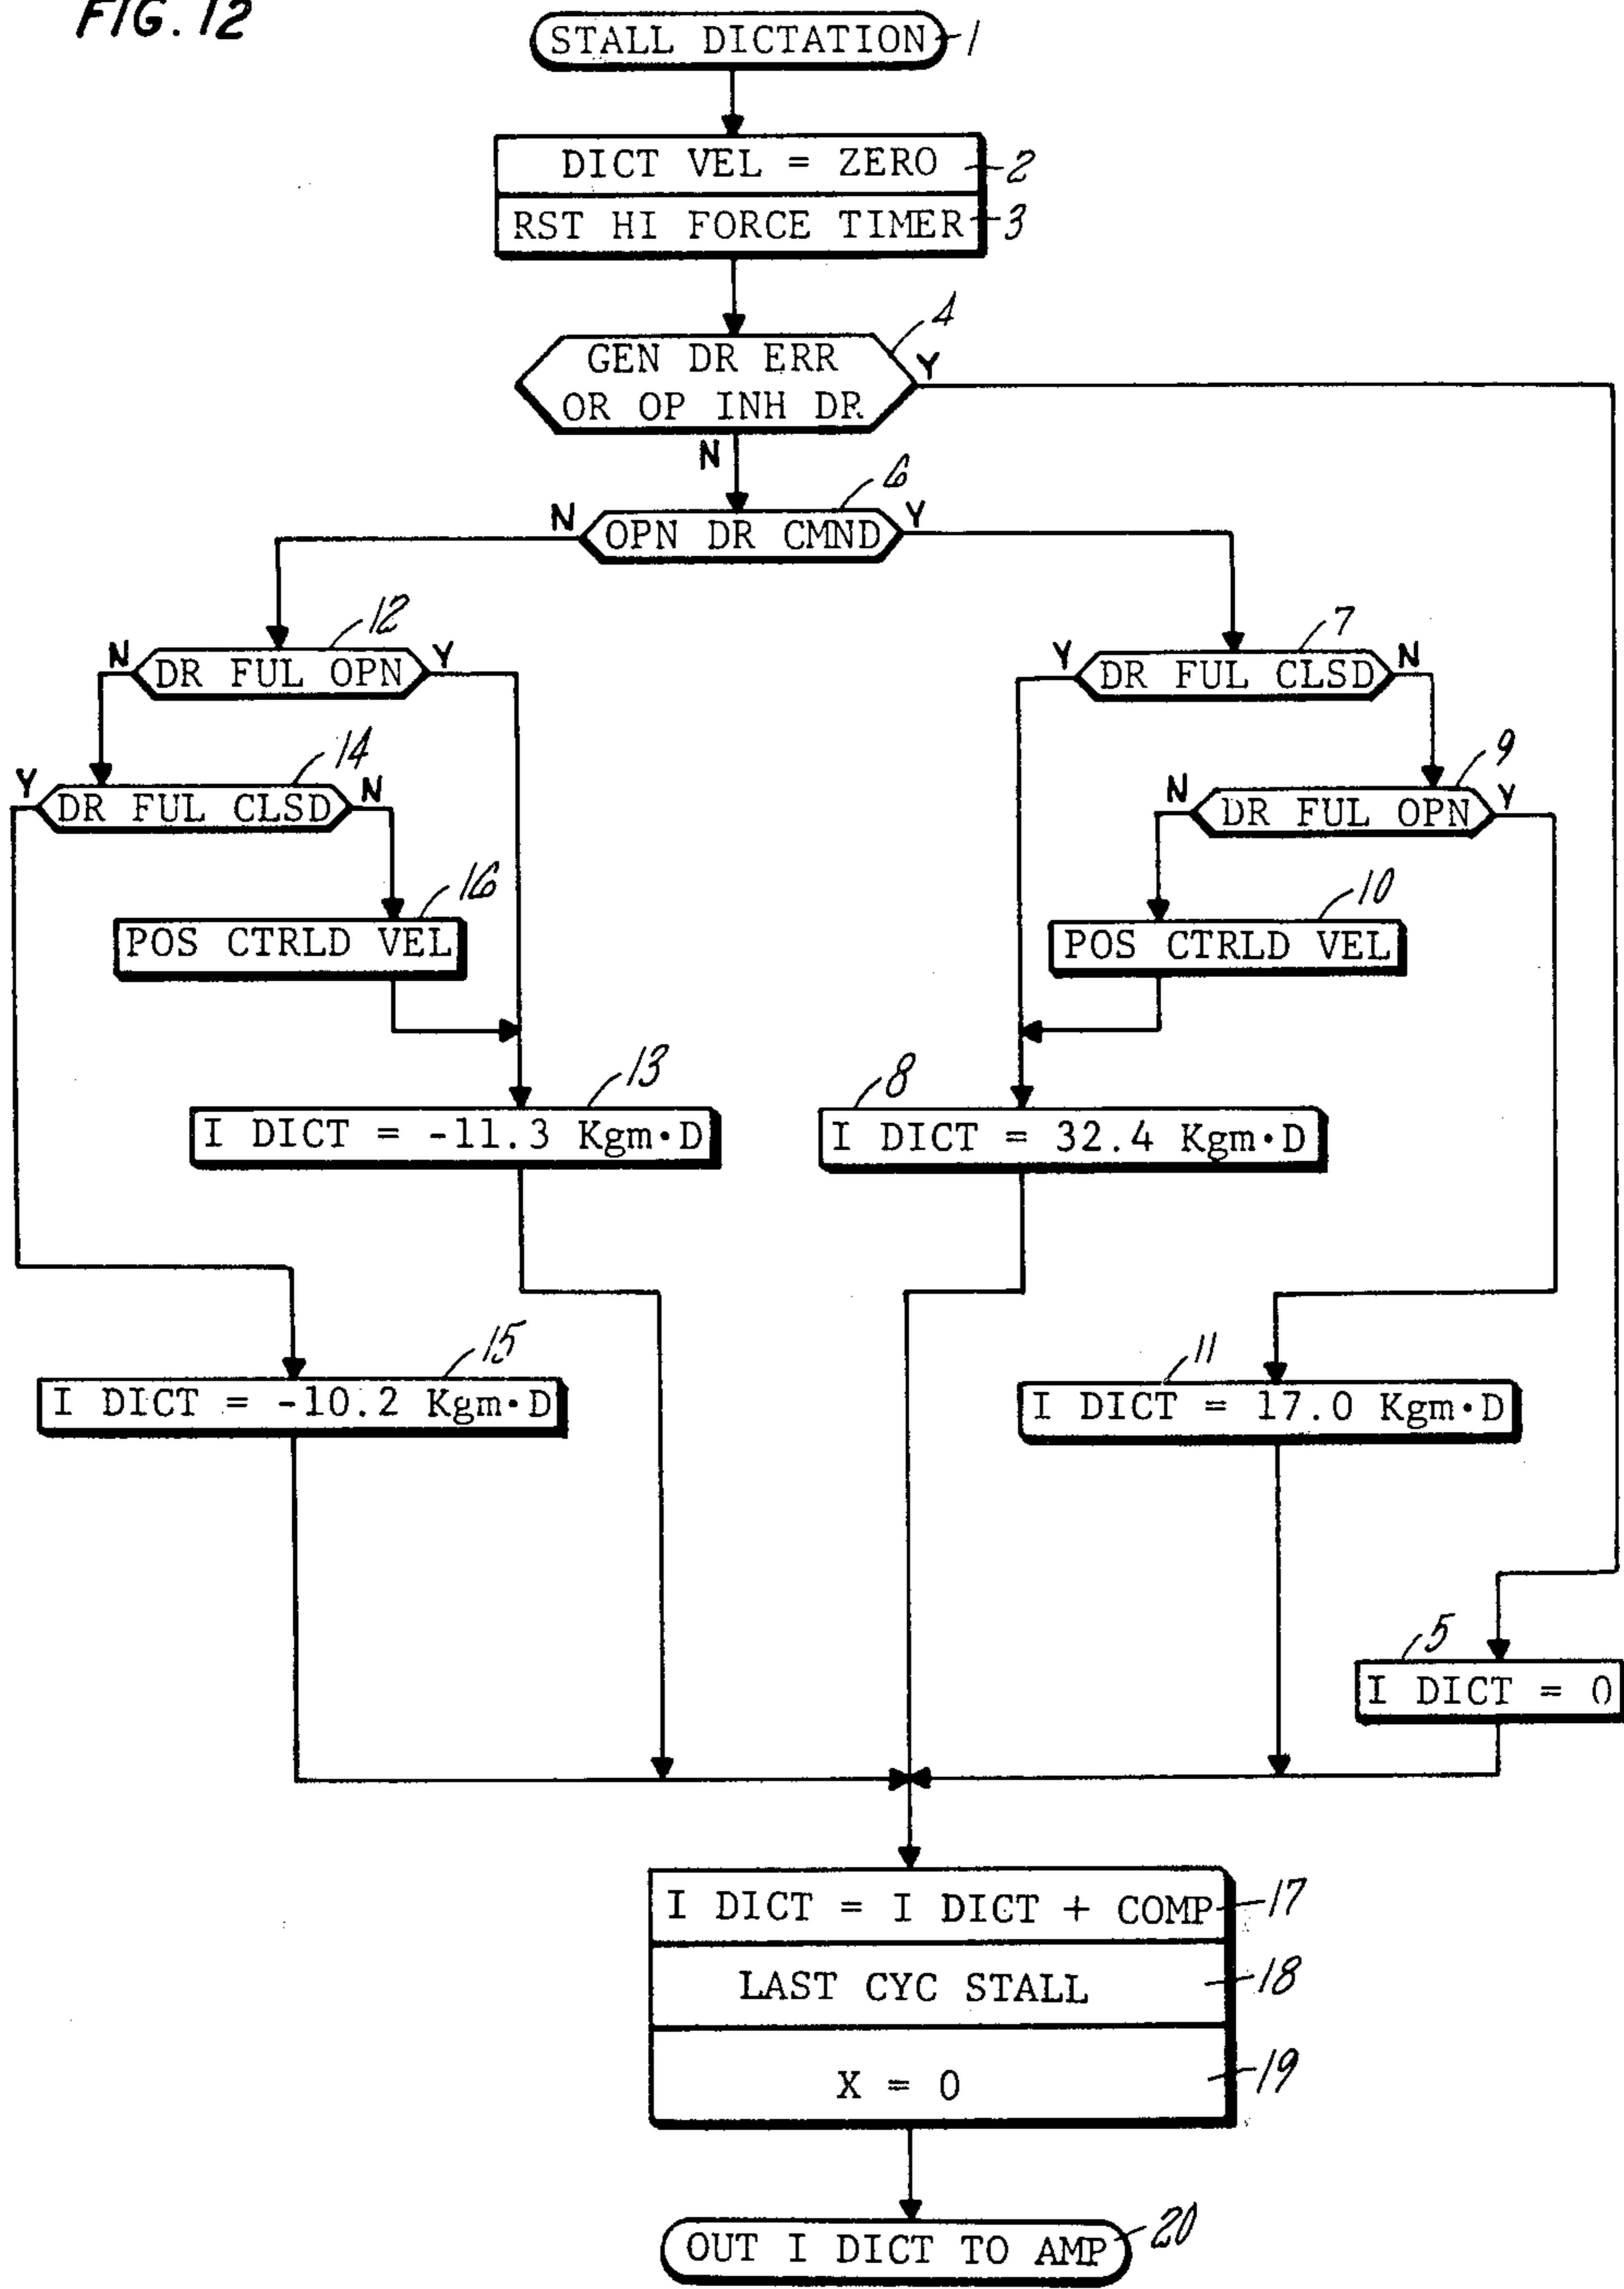 FIG. 12
STALL DICTATION 1
DICT VEL = ZERO 2
RST HI FORCE TIMER 3
4
GEN DR ERR
OR OP INH DR
Y
N
6
N OPN DR CMND Y
12
N DR FUL OPN Y
7
Y DR FUL CLSD N
14
Y DR FUL CLSD N
9
N DR FUL OPN Y
16
POS CTRLD VEL
10
POS CTRLD VEL
13
I DICT = -11.3 Kgm·D
8
I DICT = 32.4 Kgm·D
15
I DICT = -10.2 Kgm·D
11
I DICT = 17.0 Kgm·D
5
I DICT = 0
I DICT = I DICT + COMP 17
LAST CYC STALL 18
X = 0 19
OUT I DICT TO AMP 20